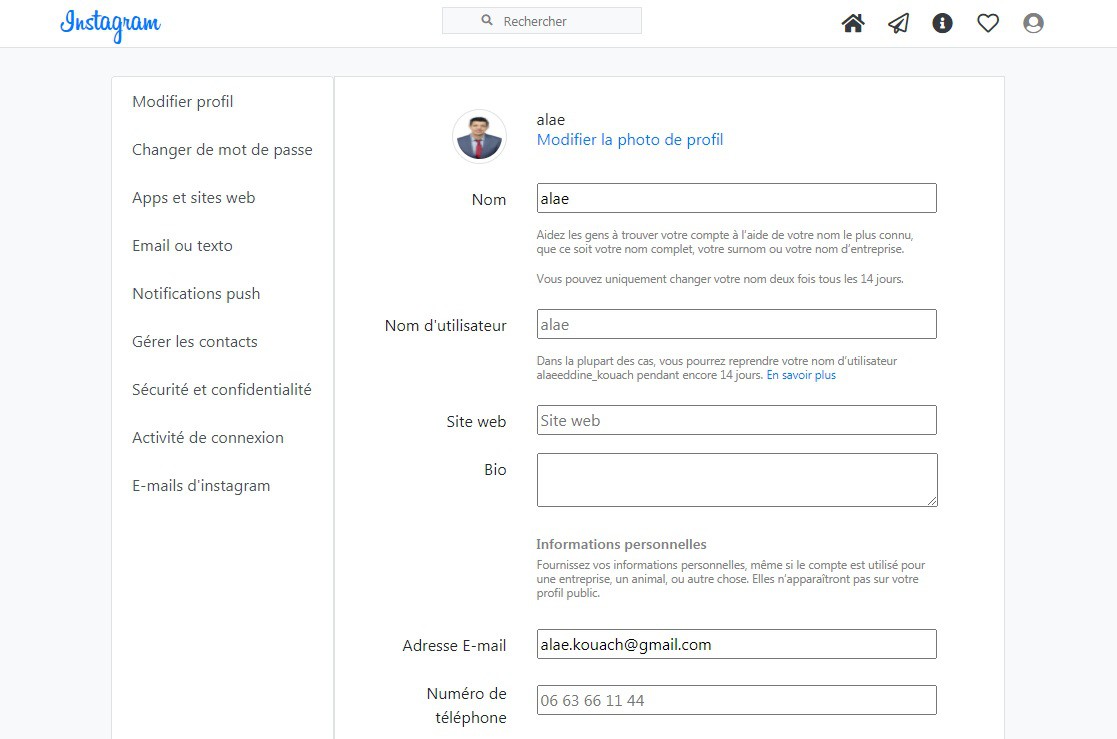 Instagram
Rechercher
Modifier profil
Changer de mot de passe
Apps et sites web
Email ou texto
Notifications push
Gérer les contacts
Sécurité et confidentialité
Activité de connexion
E-mails d'instagram
alae
Modifier la photo de profil
Nom
alae
Aidez les gens à trouver votre compte à l'aide de votre nom le plus connu,
que ce soit votre nom complet, votre surnom ou votre nom d'entreprise.
Vous pouvez uniquement changer votre nom deux fois tous les 14 jours.
Nom d'utilisateur
alae
Dans la plupart des cas, vous pourrez reprendre votre nom d'utilisateur
alaeeddine_kouach pendant encore 14 jours. En savoir plus
Site web
Site web
Bio
Informations personnelles
Fournissez vos informations personnelles, même si le compte est utilisé pour
une entreprise, un animal, ou autre chose. Elles n'apparaîtront pas sur votre
profil public.
Adresse E-mail
alae.kouach@gmail.com
Numéro de
téléphone
06 63 66 11 44